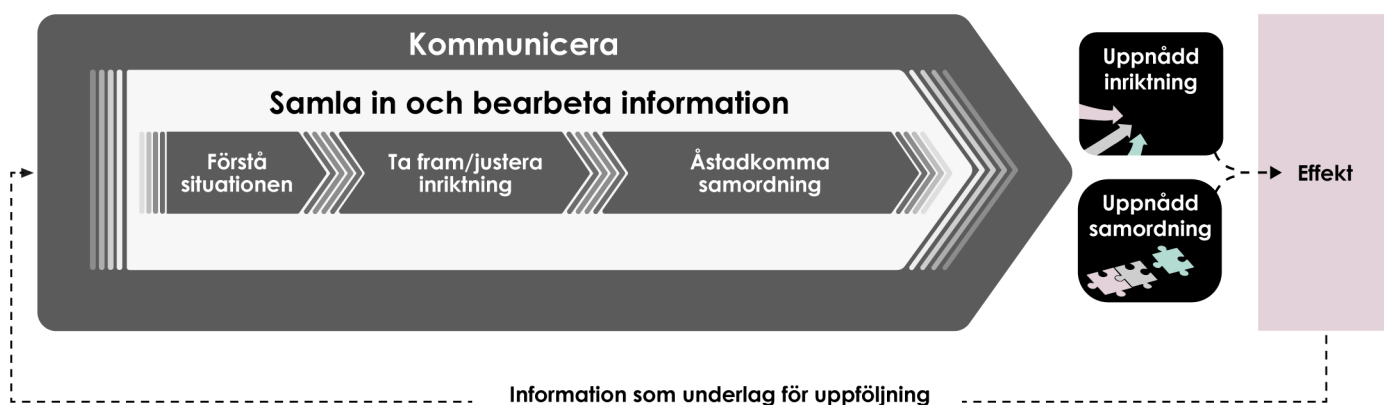 Kommunicera
Samla in och bearbeta information
Förstå
situationen
Ta fram/justera
inriktning
Åstadkomma
samordning
Uppnådd
inriktning
Uppnådd
samordning
Effekt
Information som underlag för uppföljning